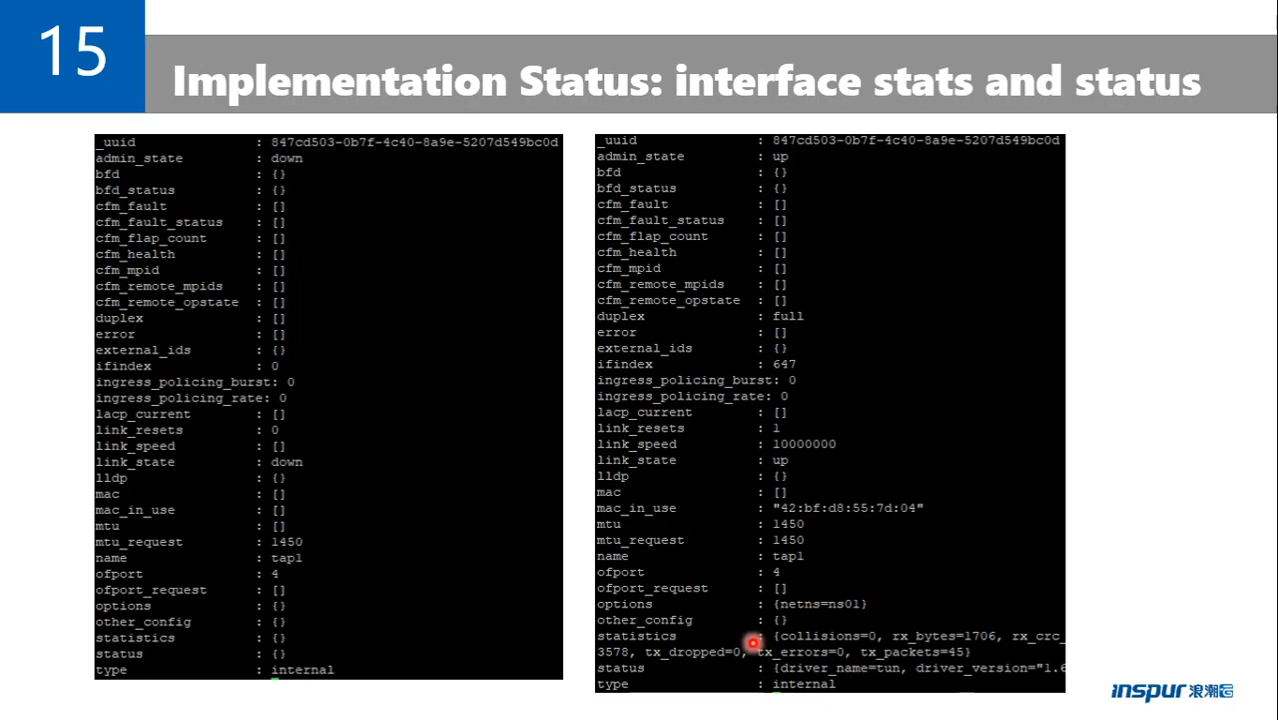 15
Implementation Status: interface stats and status
_uuid : 847cd503-0b7f-4c40-8a9e-5207d549bc0d
admin_state : down
bfd : {}
bfd_status : {}
cfm_fault : []
cfm_fault_status : []
cfm_flap_count : []
cfm_health : []
cfm_mpid : []
cfm_remote_mpids : []
cfm_remote_opstate : []
duplex : []
error : []
external_ids : {}
ifindex : 0
ingress_policing_burst: 0
ingress_policing_rate: 0
lacp_current : []
link_resets : 0
link_speed : []
link_state : down
lldp : {}
mac : []
mac_in_use : []
mtu : []
mtu_request : 1450
name : tap1
ofport : 4
ofport_request : []
options : {}
other_config : {}
statistics : {}
status : {}
type : internal
_uuid : 847cd503-0b7f-4c40-8a9e-5207d549bc0d
admin_state : up
bfd : {}
bfd_status : {}
cfm_fault : []
cfm_fault_status : []
cfm_flap_count : []
cfm_health : []
cfm_mpid : []
cfm_remote_mpids : []
cfm_remote_opstate : []
duplex : full
error : []
external_ids : {}
ifindex : 647
ingress_policing_burst: 0
ingress_policing_rate: 0
lacp_current : []
link_resets : 1
link_speed : 10000000
link_state : up
lldp : {}
mac : []
mac_in_use : "42:bf:d8:55:7d:04"
mtu : 1450
mtu_request : 1450
name : tap1
ofport : 4
ofport_request : []
options : {netns=ns01}
other_config : {}
statistics : {collisions=0, rx_bytes=1706, rx_crc_
3578, tx_dropped=0, tx_errors=0, tx_packets=45}
status : {driver_name=tun, driver_version="1.6
type : internal
inspur 浪潮